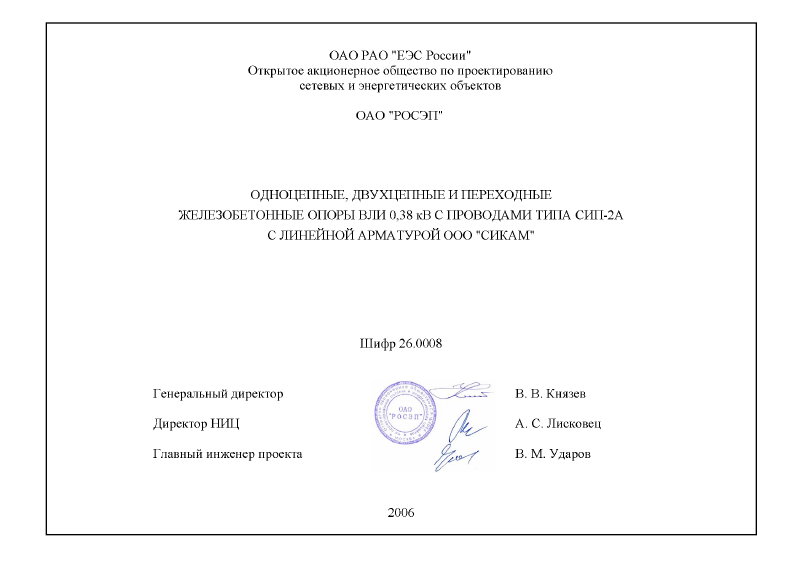 ОАО РАО "ЕЭС России"
Открытое акционерное общество по проектированию
сетевых и энергетических объектов
ОАО "РОСЭП"
ОДНОЦЕПНЫЕ, ДВУХЦЕПНЫЕ И ПЕРЕХОДНЫЕ
ЖЕЛЕЗОБЕТОННЫЕ ОПОРЫ ВЛИ 0,38 кВ С ПРОВОДАМИ ТИПА СИП-2А
С ЛИНЕЙНОЙ АРМАТУРОЙ ООО "СИКАМ"
Шифр 26.0008
Генеральный директор В. В. Князев
ОАО
"РОСЭП"
Директор НИЦ А. С. Лисковец
Главный инженер проекта В. М. Ударов
2006